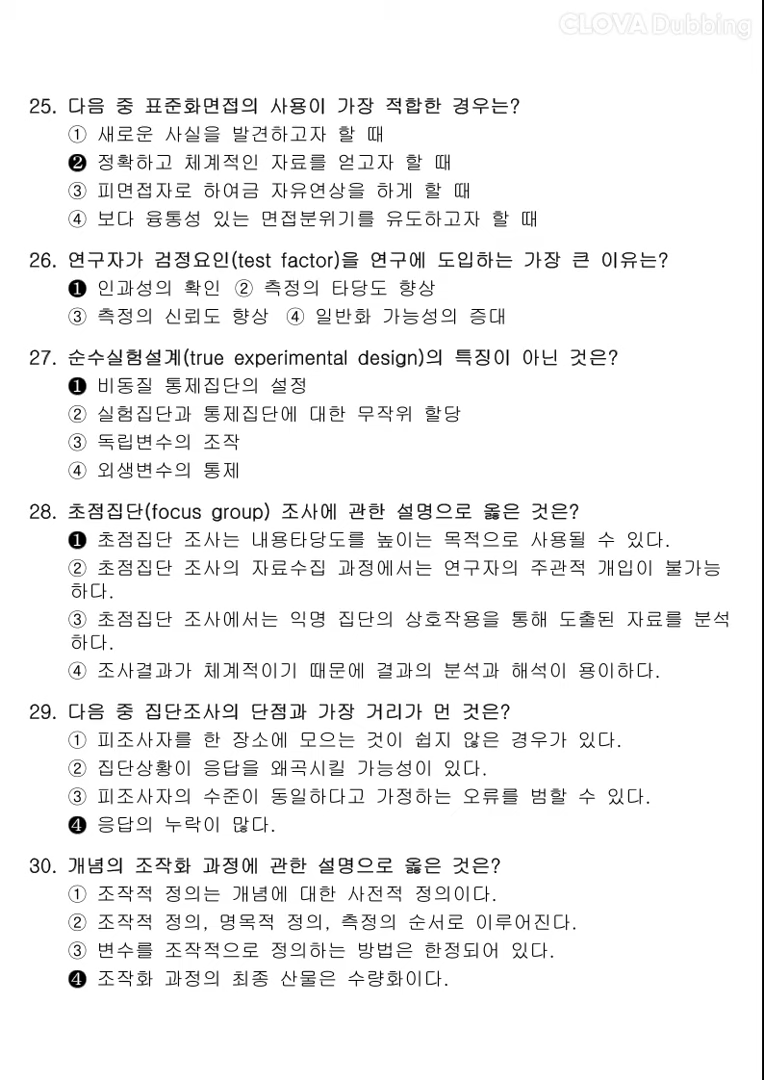 CLOVA Dubbing
25. 다음 중 표준화면접의 사용이 가장 적합한 경우는?
① 새로운 사실을 발견하고자 할 때
❷ 정확하고 체계적인 자료를 얻고자 할 때
③ 피면접자로 하여금 자유연상을 하게 할 때
④ 보다 융통성 있는 면접분위기를 유도하고자 할 때
26. 연구자가 검정요인(test factor)을 연구에 도입하는 가장 큰 이유는?
❶ 인과성의 확인 ② 측정의 타당도 향상
③ 측정의 신뢰도 향상 ④ 일반화 가능성의 증대
27. 순수실험설계(true experimental design)의 특징이 아닌 것은?
❶ 비동질 통제집단의 설정
② 실험집단과 통제집단에 대한 무작위 할당
③ 독립변수의 조작
④ 외생변수의 통제
28. 초점집단(focus group) 조사에 관한 설명으로 옳은 것은?
❶ 초점집단 조사는 내용타당도를 높이는 목적으로 사용될 수 있다.
② 초점집단 조사의 자료수집 과정에서는 연구자의 주관적 개입이 불가능
하다.
③ 초점집단 조사에서는 익명 집단의 상호작용을 통해 도출된 자료를 분석
하다.
④ 조사결과가 체계적이기 때문에 결과의 분석과 해석이 용이하다.
29. 다음 중 집단조사의 단점과 가장 거리가 먼 것은?
① 피조사자를 한 장소에 모으는 것이 쉽지 않은 경우가 있다.
② 집단상황이 응답을 왜곡시킬 가능성이 있다.
③ 피조사자의 수준이 동일하다고 가정하는 오류를 범할 수 있다.
❹ 응답의 누락이 많다.
30. 개념의 조작화 과정에 관한 설명으로 옳은 것은?
① 조작적 정의는 개념에 대한 사전적 정의이다.
② 조작적 정의, 명목적 정의, 측정의 순서로 이루어진다.
③ 변수를 조작적으로 정의하는 방법은 한정되어 있다.
❹ 조작화 과정의 최종 산물은 수량화이다.